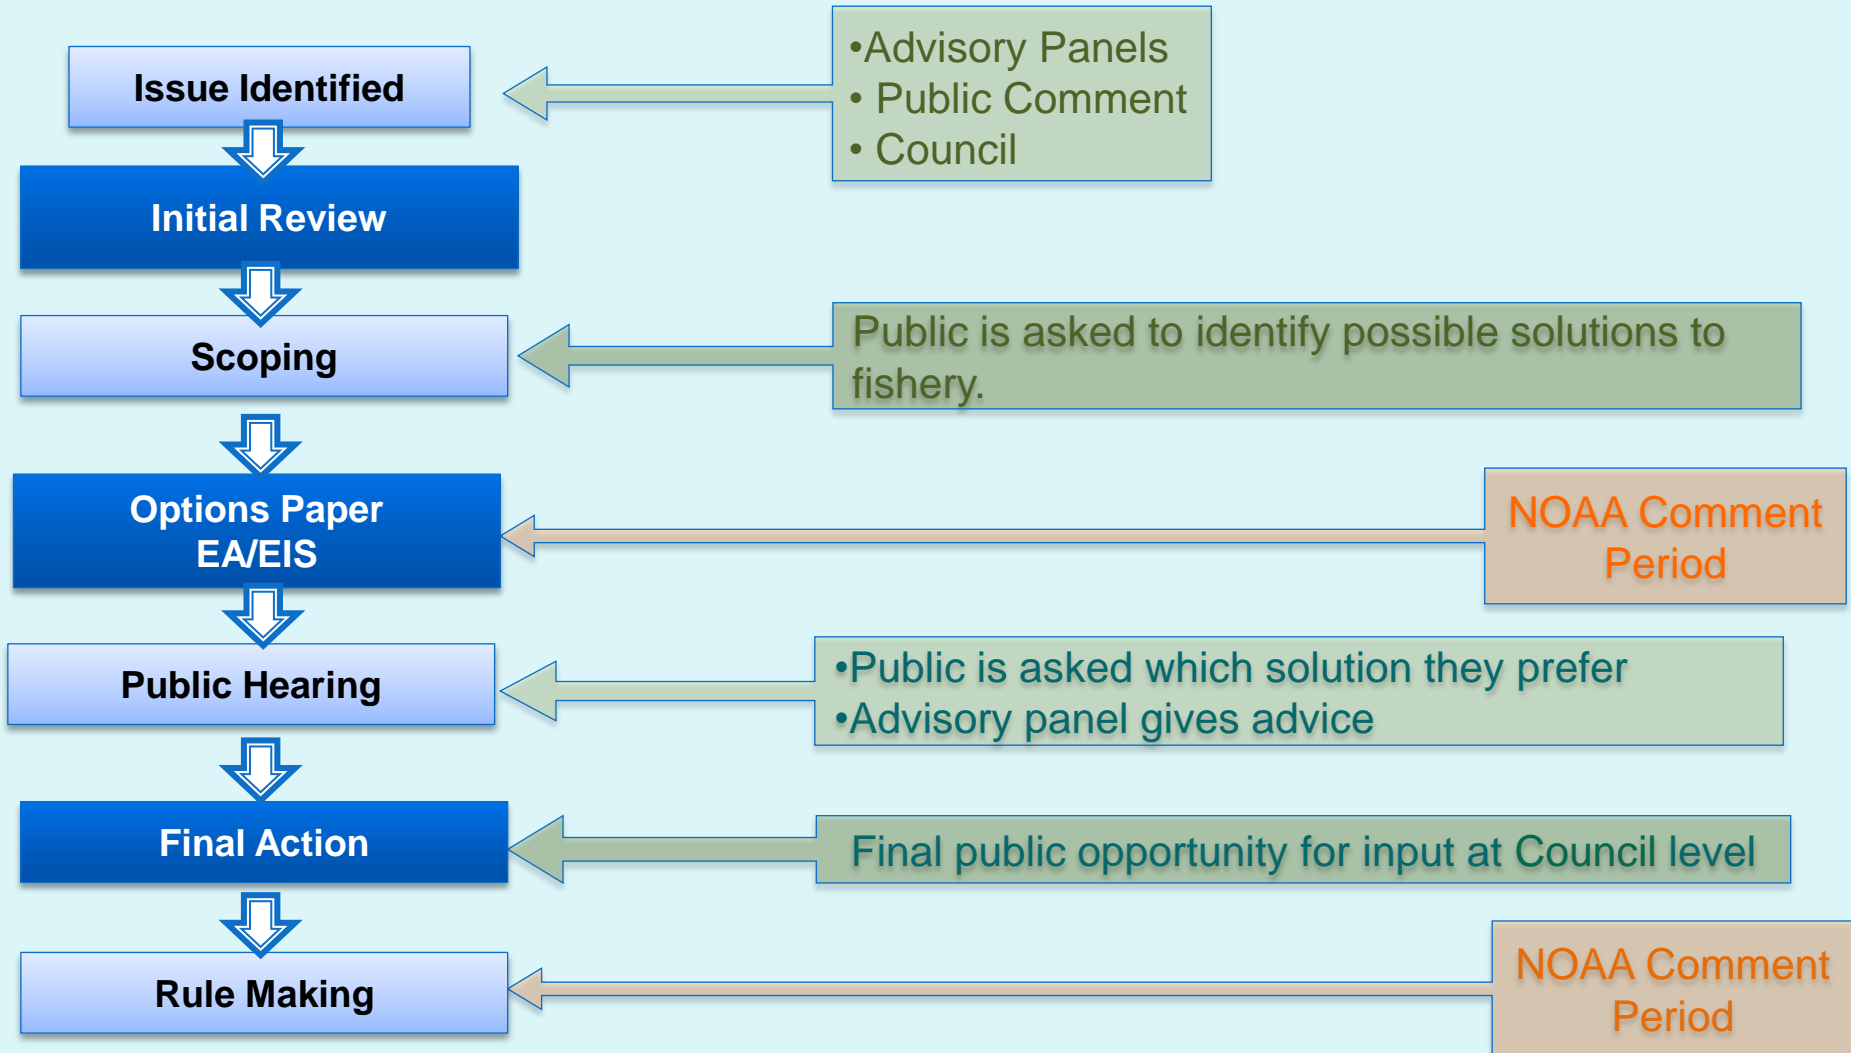 Issue Identified
•Advisory Panels
• Public Comment
• Council
Initial Review
Scoping
Public is asked to identify possible solutions to
fishery.
Options Paper
EA/EIS
NOAA Comment
Period
Public Hearing
•Public is asked which solution they prefer
•Advisory panel gives advice
Final Action
Final public opportunity for input at Council level
Rule Making
NOAA Comment
Period